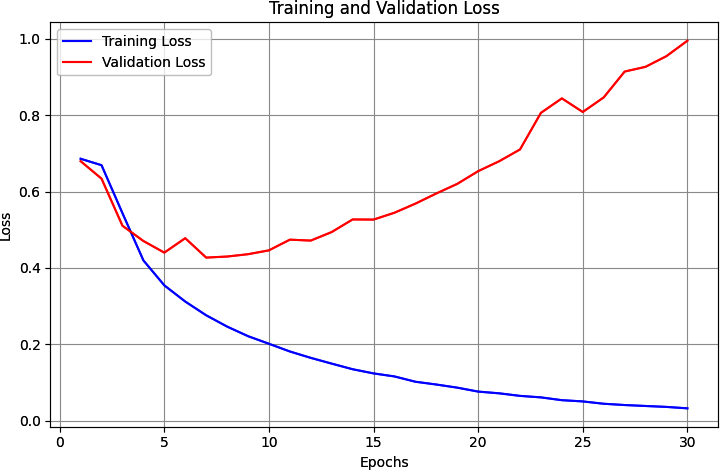 Training and Validation Loss
Training Loss
Validation Loss
Loss
1.0
0.8
0.6
0.4
0.2
0.0
0 5 10 15 20 25 30
Epochs